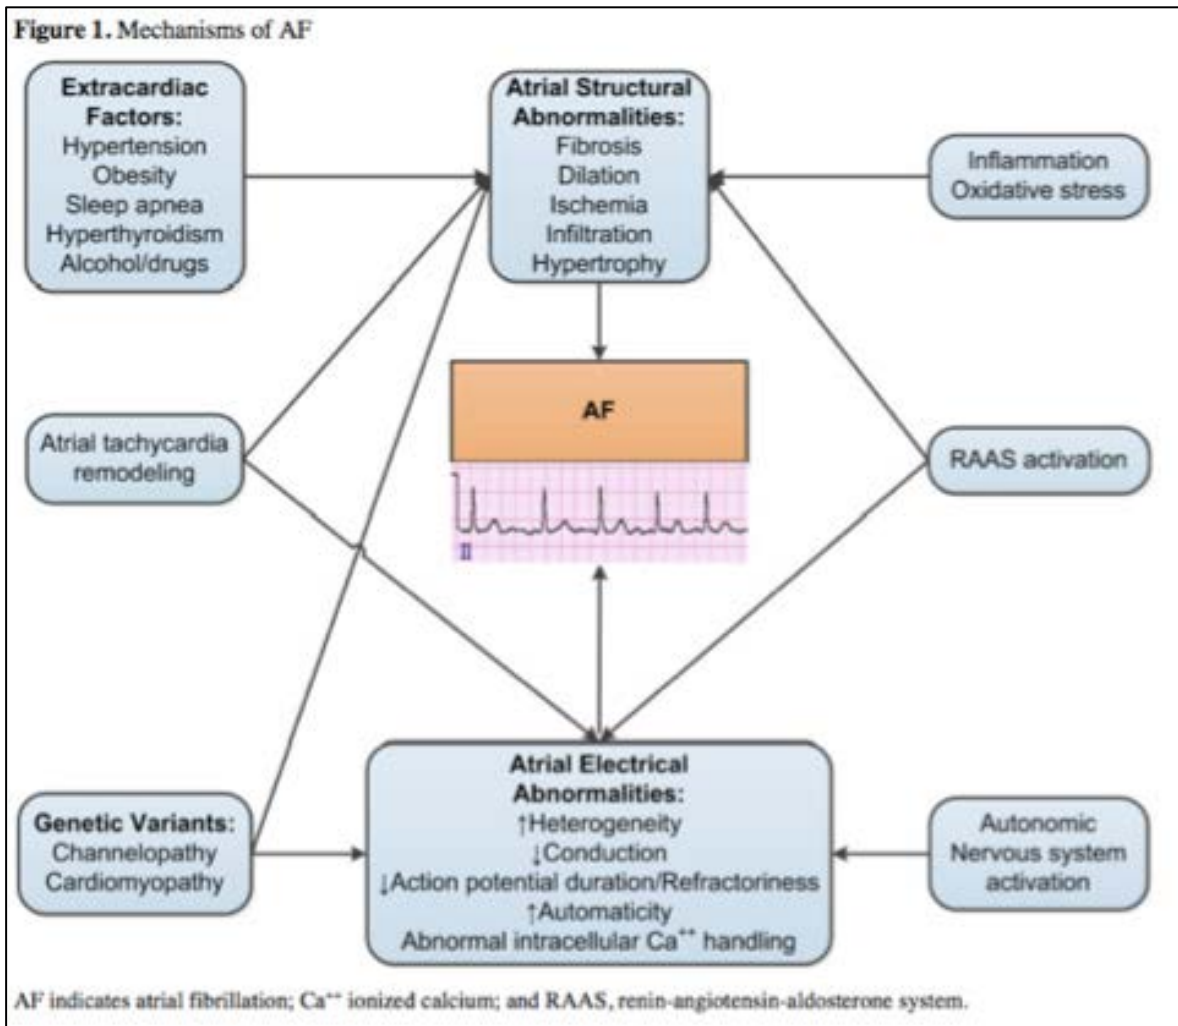 Figure 1. Mechanisms of AF
Extracardiac
Factors:
Hypertension
Obesity
Sleep apnea
Hyperthyroidism
Alcohol/drugs
Atrial Structural
Abnormalities:
Fibrosis
Dilation
Ischemia
Infiltration
Hypertrophy
Inflammation
Oxidative stress
Atrial tachycardia
remodeling
AF
II
RAAS activation
Genetic Variants:
Channelopathy
Cardiomyopathy
Atrial Electrical
Abnormalities:
↑Heterogeneity
↓Conduction
↓Action potential duration/Refractoriness
↑Automaticity
Abnormal intracellular Ca⁺⁺ handling
Autonomic
Nervous system
activation
AF indicates atrial fibrillation; Ca⁺⁺ ionized calcium; and RAAS, renin-angiotensin-aldosterone system.